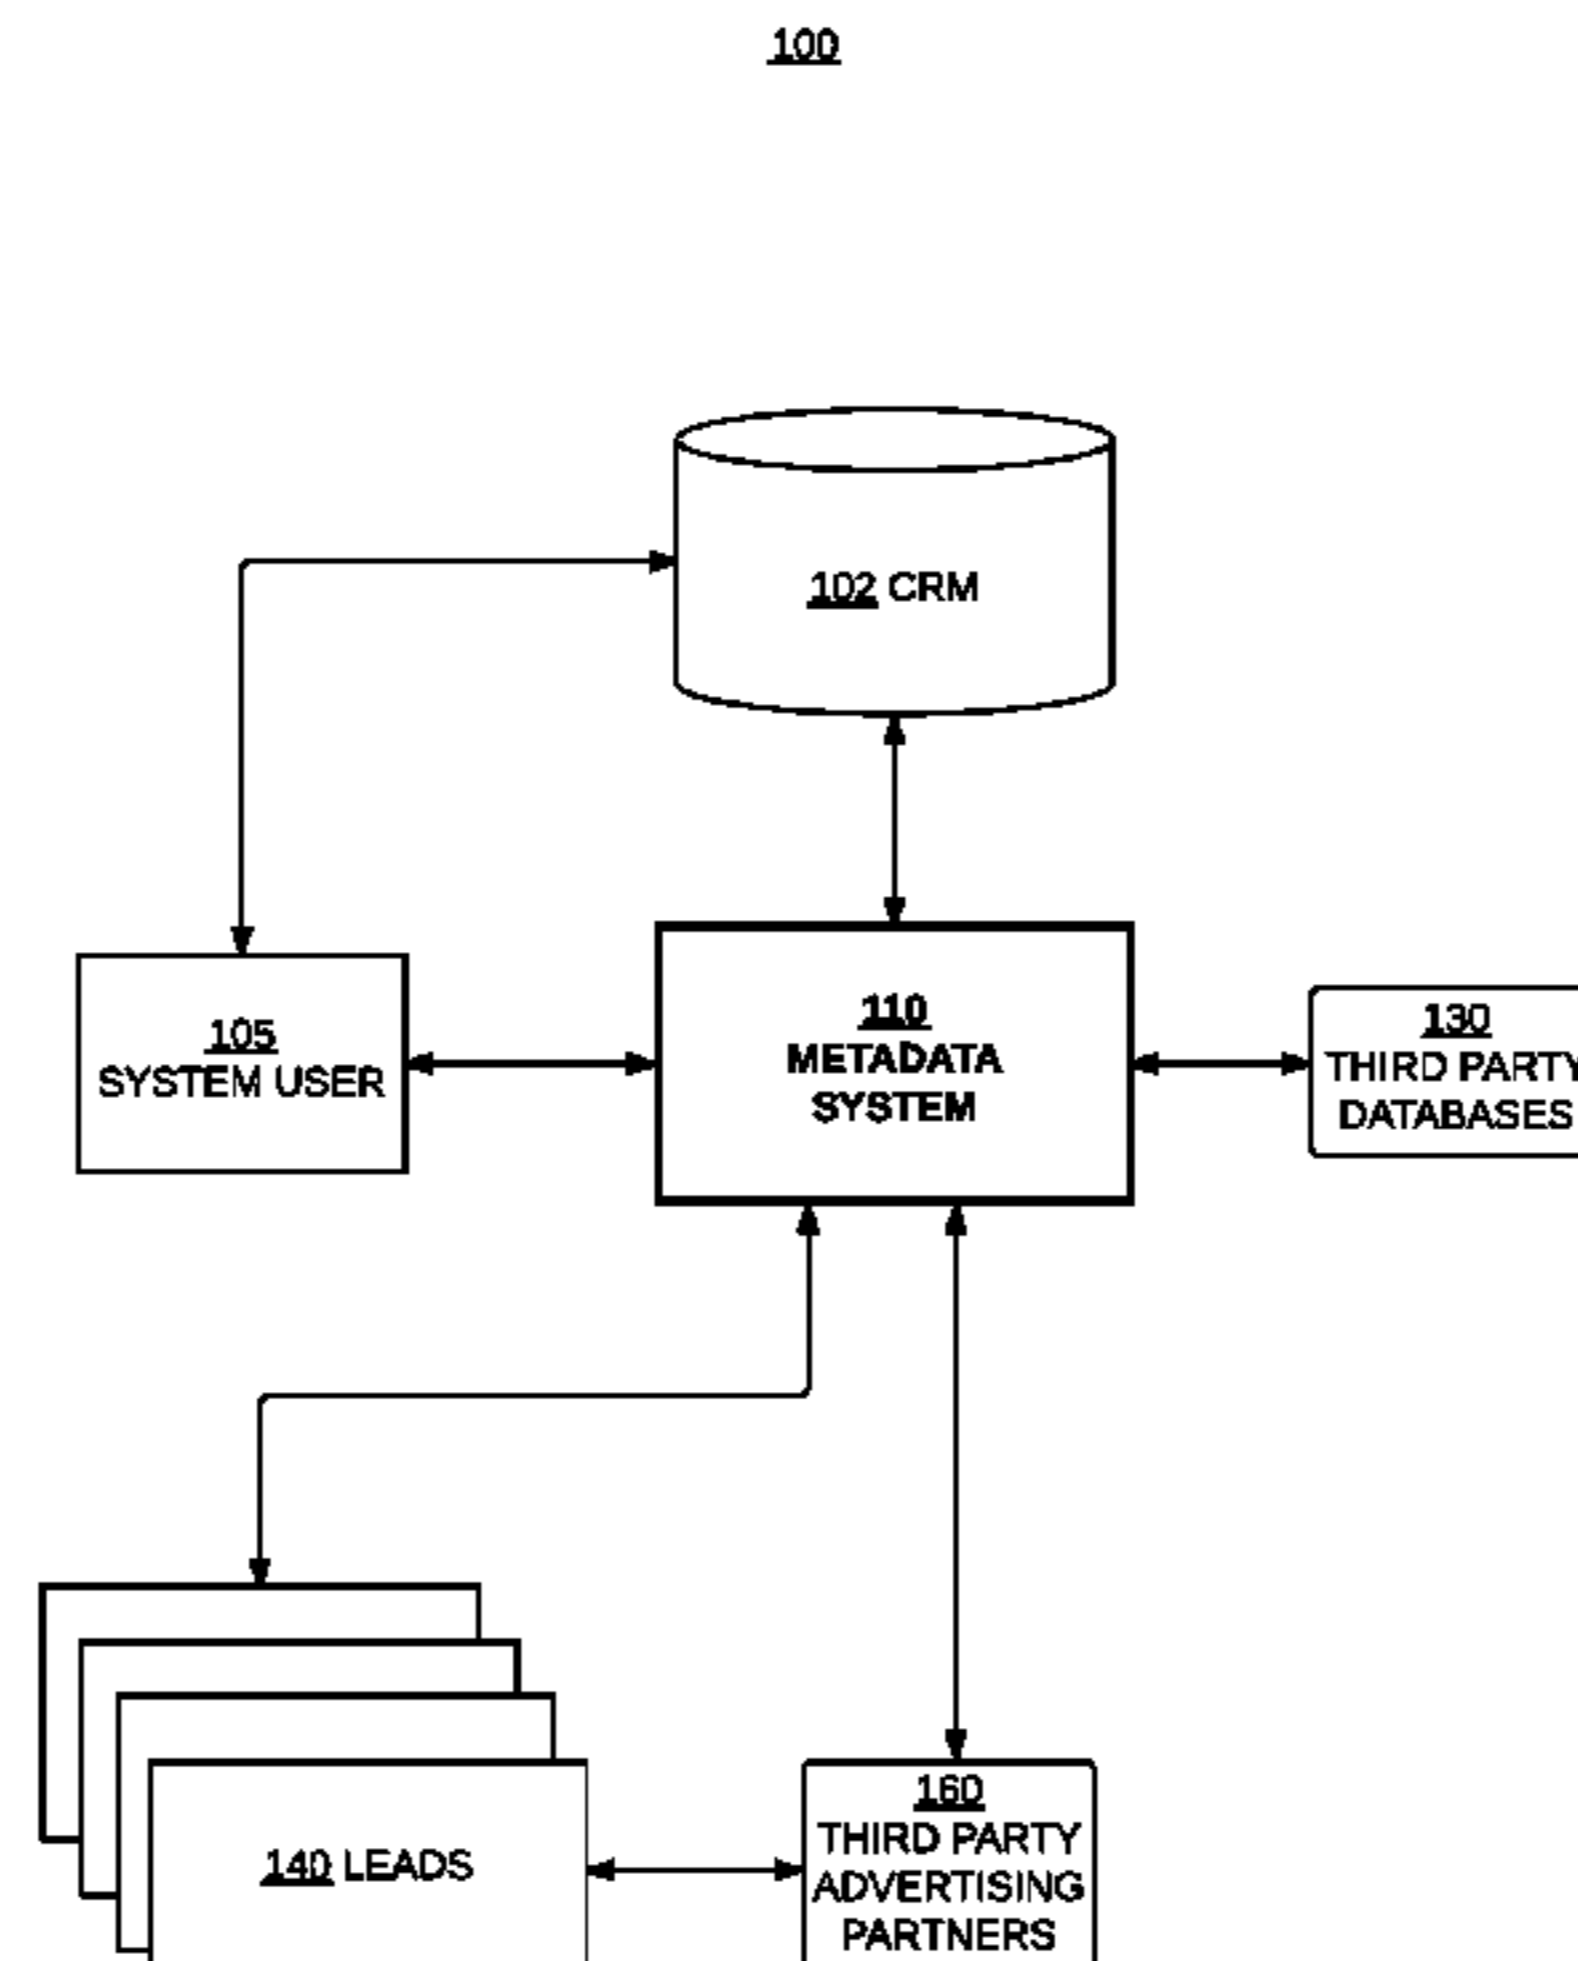 100
102 CRM
105
SYSTEM USER
110
METADATA
SYSTEM
130
THIRD PARTY
DATABASES
140 LEADS
160
THIRD PARTY
ADVERTISING
PARTNERS